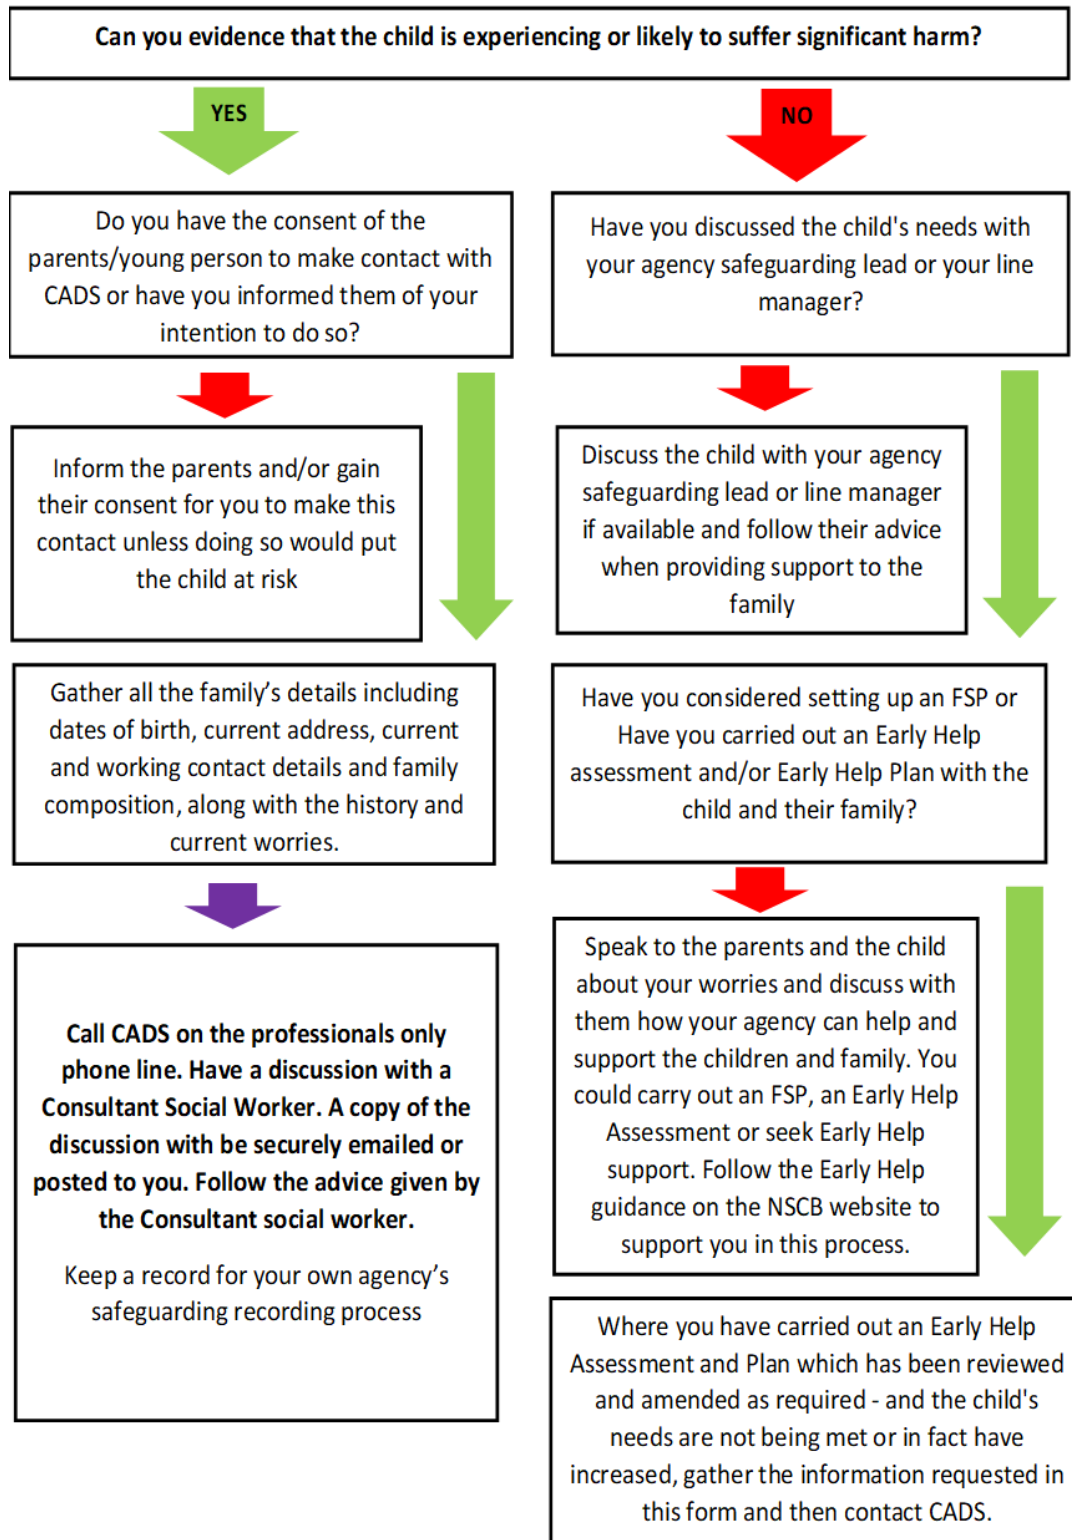 Can you evidence that the child is experiencing or likely to suffer significant harm?
YES
NO
Do you have the consent of the
parents/young person to make contact with
CADS or have you informed them of your
intention to do so?
Have you discussed the child's needs with
your agency safeguarding lead or your line
manager?
Inform the parents and/or gain
their consent for you to make this
contact unless doing so would put
the child at risk
Discuss the child with your agency
safeguarding lead or line manager
if available and follow their advice
when providing support to the
family
Gather all the family’s details including
dates of birth, current address, current
and working contact details and family
composition, along with the history and
current worries.
Have you considered setting up an FSP or
Have you carried out an Early Help
assessment and/or Early Help Plan with the
child and their family?
Call CADS on the professionals only
phone line. Have a discussion with a
Consultant Social Worker. A copy of the
discussion with be securely emailed or
posted to you. Follow the advice given by
the Consultant social worker.
Keep a record for your own agency’s
safeguarding recording process
Speak to the parents and the child
about your worries and discuss with
them how your agency can help and
support the children and family. You
could carry out an FSP, an Early Help
Assessment or seek Early Help
support. Follow the Early Help
guidance on the NSCB website to
support you in this process.
Where you have carried out an Early Help
Assessment and Plan which has been reviewed
and amended as required - and the child's
needs are not being met or in fact have
increased, gather the information requested in
this form and then contact CADS.